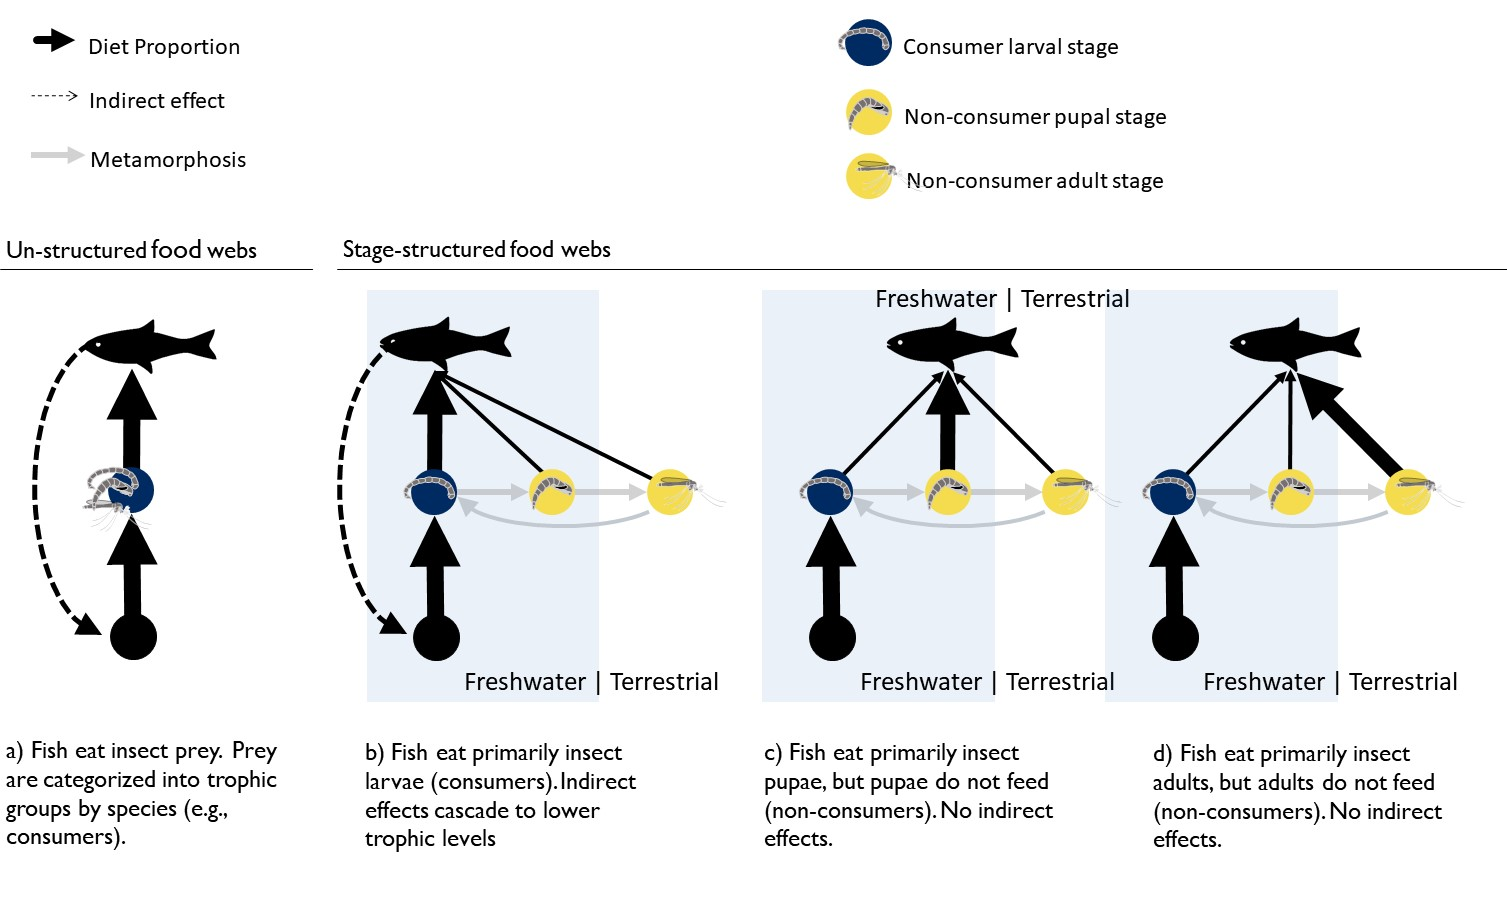 Diet Proportion
Indirect effect
Metamorphosis
Consumer larval stage
Non-consumer pupal stage
Non-consumer adult stage
Un-structured food webs
Stage-structured food webs
Freshwater | Terrestrial
Freshwater | Terrestrial
Freshwater | Terrestrial
Freshwater | Terrestrial
a) Fish eat insect prey. Prey
are categorized into trophic
groups by species (e.g.,
consumers).
b) Fish eat primarily insect
larvae (consumers). Indirect
effects cascade to lower
trophic levels
c) Fish eat primarily insect
pupae, but pupae do not feed
(non-consumers). No indirect
effects.
d) Fish eat primarily insect
adults, but adults do not feed
(non-consumers). No indirect
effects.